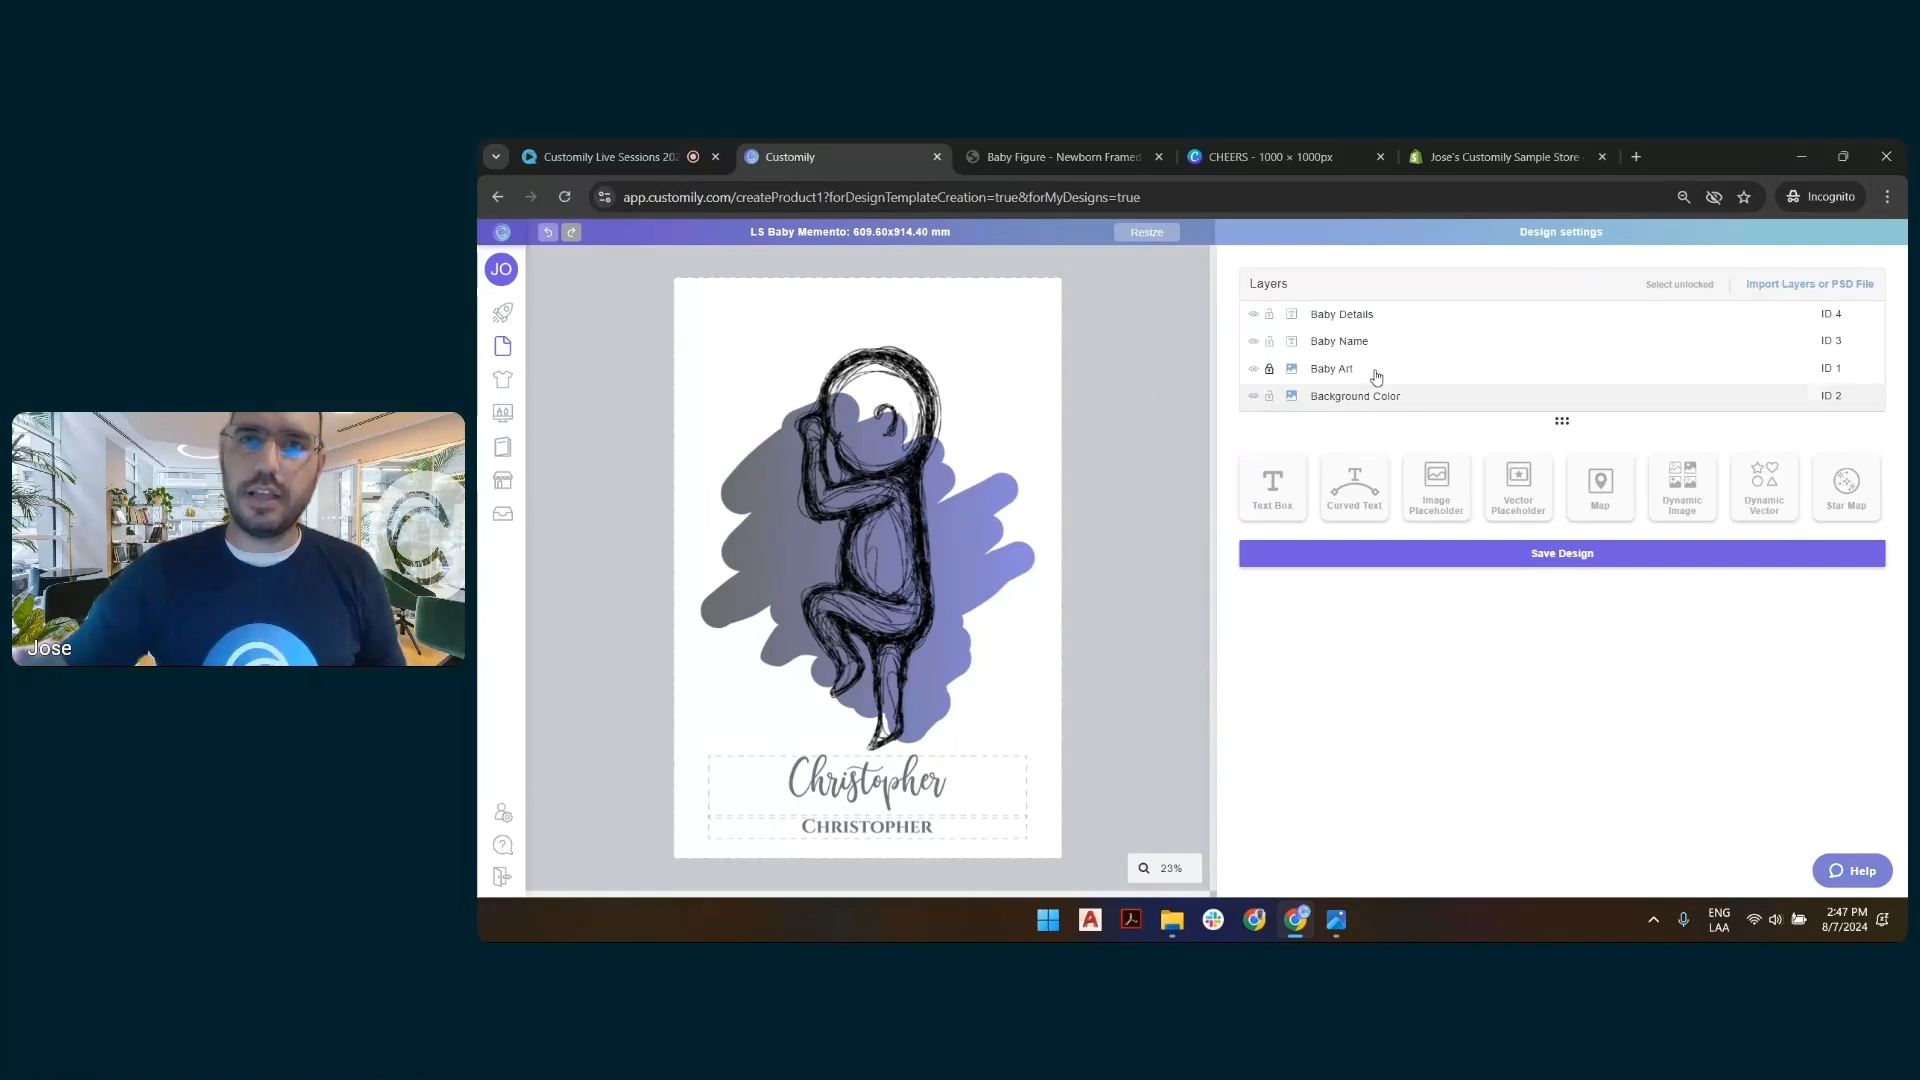 Customily Live Sessions 202
Customily
Baby Figure - Newborn Framed
CHEERS - 1000 × 1000px
Jose's Customily Sample Store
app.customily.com/createProduct1?forDesignTemplateCreation=true&forMyDesigns=true
Incognito
LS Baby Memento: 609.60x914.40 mm
Resize
Design settings
JO
Layers
Select unlocked
Import Layers or PSD File
Baby Details
ID 4
Baby Name
ID 3
Baby Art
ID 1
Background Color
ID 2
Text Box
Curved Text
Image Placeholder
Vector Placeholder
Map
Dynamic Image
Dynamic Vector
Star Map
Save Design
Christopher
Christopher
23%
Help
Jose
ENG
LAA
2:47 PM
8/7/2024